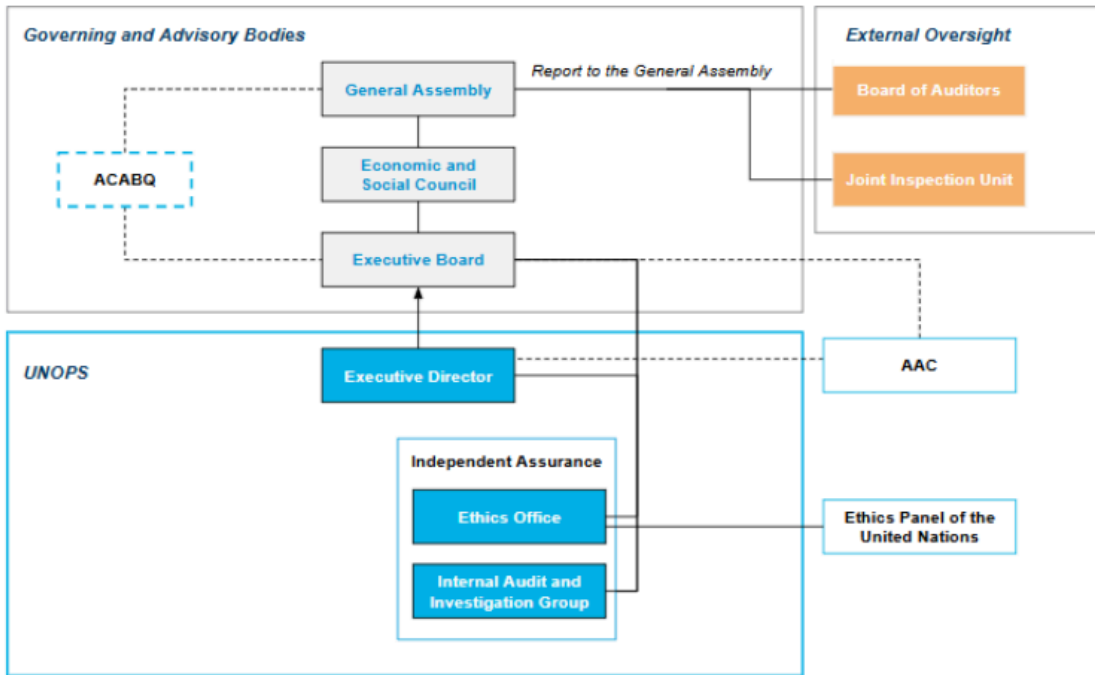 Governing and Advisory Bodies
External Oversight
Report to the General Assembly
General Assembly
Board of Auditors
ACABQ
Economic and
Social Council
Joint Inspection Unit
Executive Board
UNOPS
Executive Director
AAC
Independent Assurance
Ethics Office
Ethics Panel of the
United Nations
Internal Audit and
Investigation Group